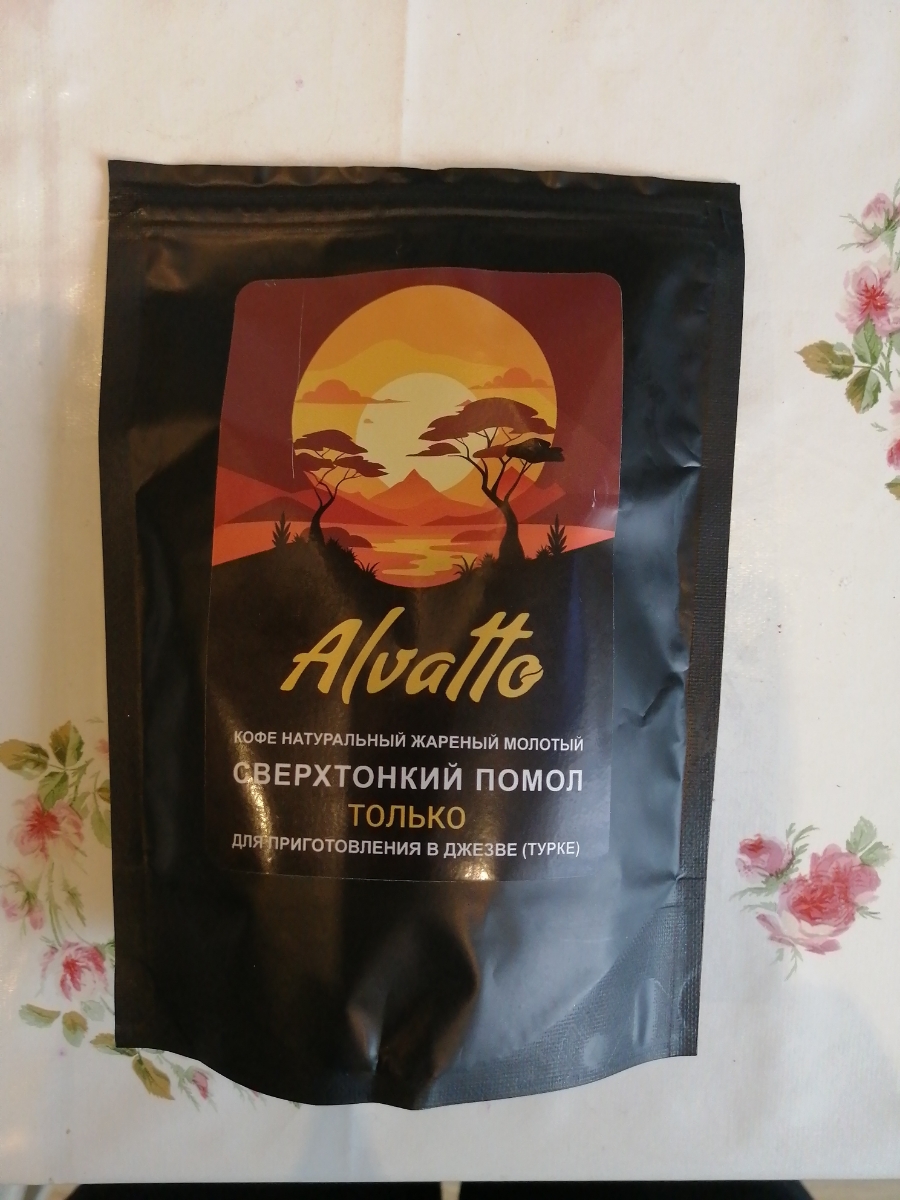 Alvatto
КОФЕ НАТУРАЛЬНЫЙ ЖАРЕНЫЙ МОЛОТЫЙ
СВЕРХТОНКИЙ ПОМОЛ
ТОЛЬКО
ДЛЯ ПРИГОТОВЛЕНИЯ В ДЖЕЗВЕ (ТУРКЕ)